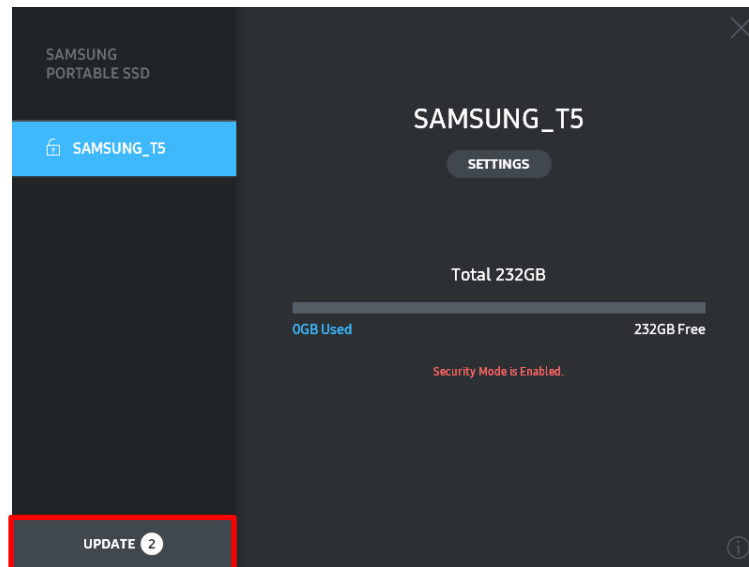 SAMSUNG
PORTABLE SSD
SAMSUNG_T5
SAMSUNG_T5
SETTINGS
Total 232GB
0GB Used
232GB Free
Security Mode is Enabled.
UPDATE 2